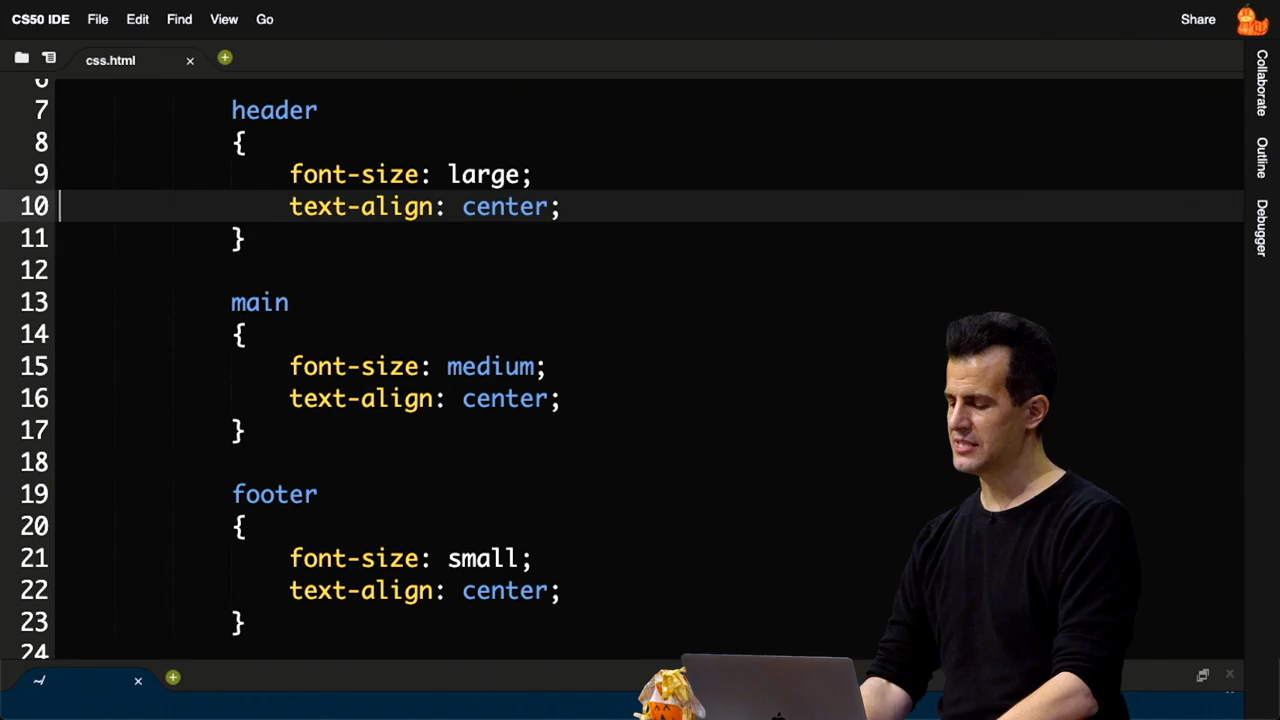 CS50 IDE File Edit Find View Go Share
css.html
Collaborate
Outline
Debugger
6
7 header
8 {
9 font-size: large;
10 text-align: center;
11 }
12
13 main
14 {
15 font-size: medium;
16 text-align: center;
17 }
18
19 footer
20 {
21 font-size: small;
22 text-align: center;
23 }
24